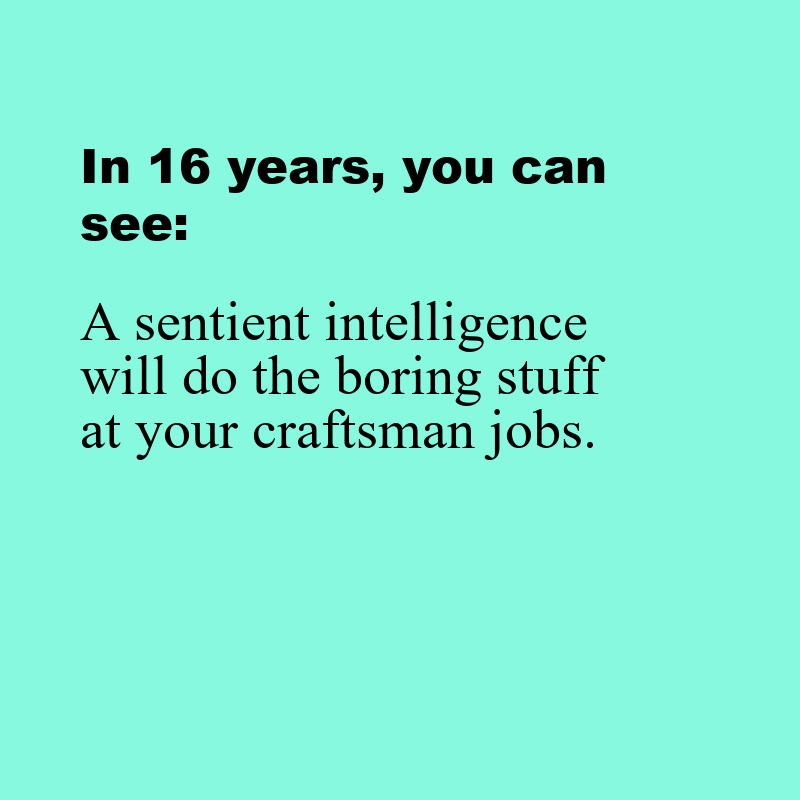 In 16 years, you can
see:
A sentient intelligence
will do the boring stuff
at your craftsman jobs.